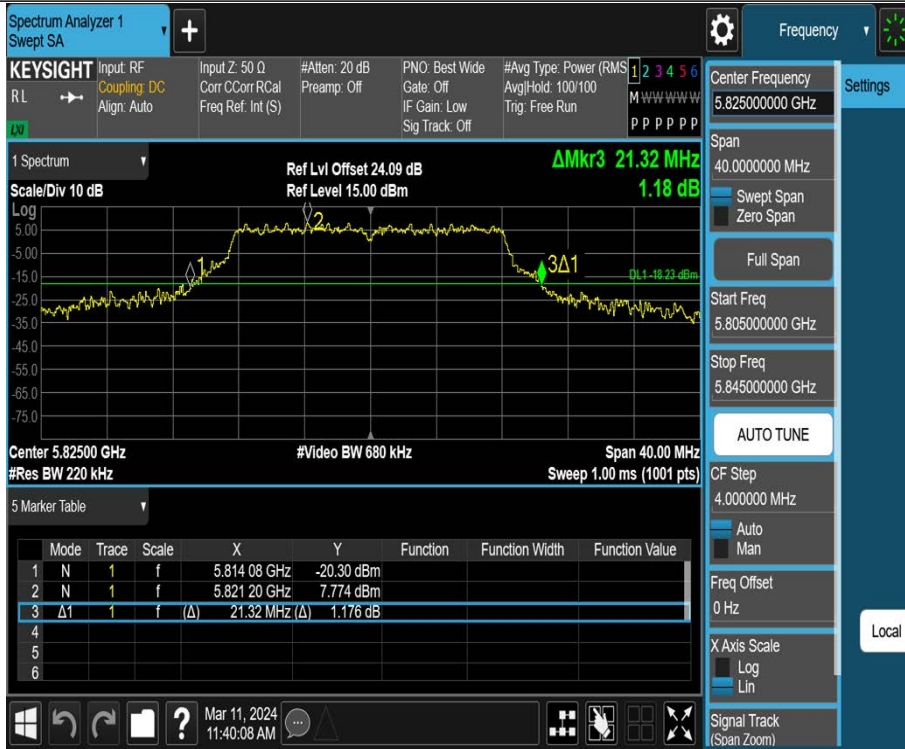 Spectrum Analyzer 1
Swept SA
Frequency
KEYSIGHT
RL
LXI
Input: RF
Coupling: DC
Align: Auto
Input Z: 50 Ω
Corr CCorr RCal
Freq Ref: Int (S)
#Atten: 20 dB
Preamp: Off
PNO: Best Wide
Gate: Off
IF Gain: Low
Sig Track: Off
#Avg Type: Power (RMS
Avg|Hold: 100/100
Trig: Free Run
1 2 3 4 5 6
M W W W W W
P P P P P P
1 Spectrum
Scale/Div 10 dB
Ref Lvl Offset 24.09 dB
Ref Level 15.00 dBm
ΔMkr3 21.32 MHz
1.18 dB
Log
5.00
-5.00
-15.0
-25.0
-35.0
-45.0
-55.0
-65.0
-75.0
1
2
3Δ1
DL1 -18.23 dBm
Center 5.82500 GHz
#Res BW 220 kHz
#Video BW 680 kHz
Span 40.00 MHz
Sweep 1.00 ms (1001 pts)
5 Marker Table
Mode Trace Scale X Y Function Function Width Function Value
1 N 1 f 5.814 08 GHz -20.30 dBm
2 N 1 f 5.821 20 GHz 7.774 dBm
3 Δ1 1 f (Δ) 21.32 MHz (Δ) 1.176 dB
4
5
6
Mar 11, 2024
11:40:08 AM
?
Center Frequency
5.825000000 GHz
Span
40.0000000 MHz
Swept Span
Zero Span
Full Span
Start Freq
5.805000000 GHz
Stop Freq
5.845000000 GHz
AUTO TUNE
CF Step
4.000000 MHz
Auto
Man
Freq Offset
0 Hz
X Axis Scale
Log
Lin
Signal Track
(Span Zoom)
Settings
Local